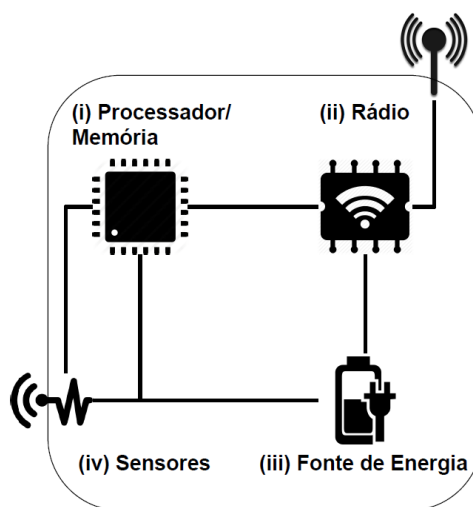 (i) Processador/
Memória
(ii) Rádio
(iv) Sensores
(iii) Fonte de Energia